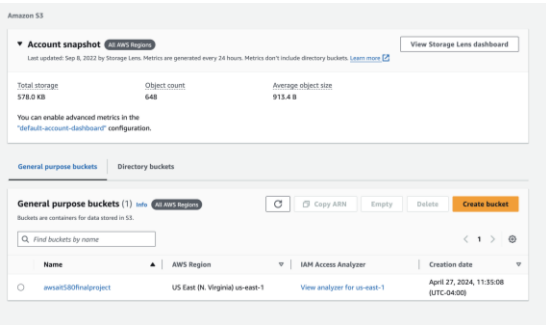 Amazon S3
▼ Account snapshot All AWS Regions
View Storage Lens dashboard
Last updated: Sep 8, 2022 by Storage Lens. Metrics are generated every 24 hours. Metrics don't include directory buckets. Learn more
Total storage Object count Average object size
578.0 KB 648 913.4 B
You can enable advanced metrics in the
"default-account-dashboard" configuration.
General purpose buckets Directory buckets
General purpose buckets (1) Info All AWS Regions
Copy ARN Empty Delete Create bucket
Buckets are containers for data stored in S3.
Find buckets by name
< 1 >
Name AWS Region IAM Access Analyzer Creation date
awsait580finalproject US East (N. Virginia) us-east-1 View analyzer for us-east-1 April 27, 2024, 11:35:08
(UTC-04:00)